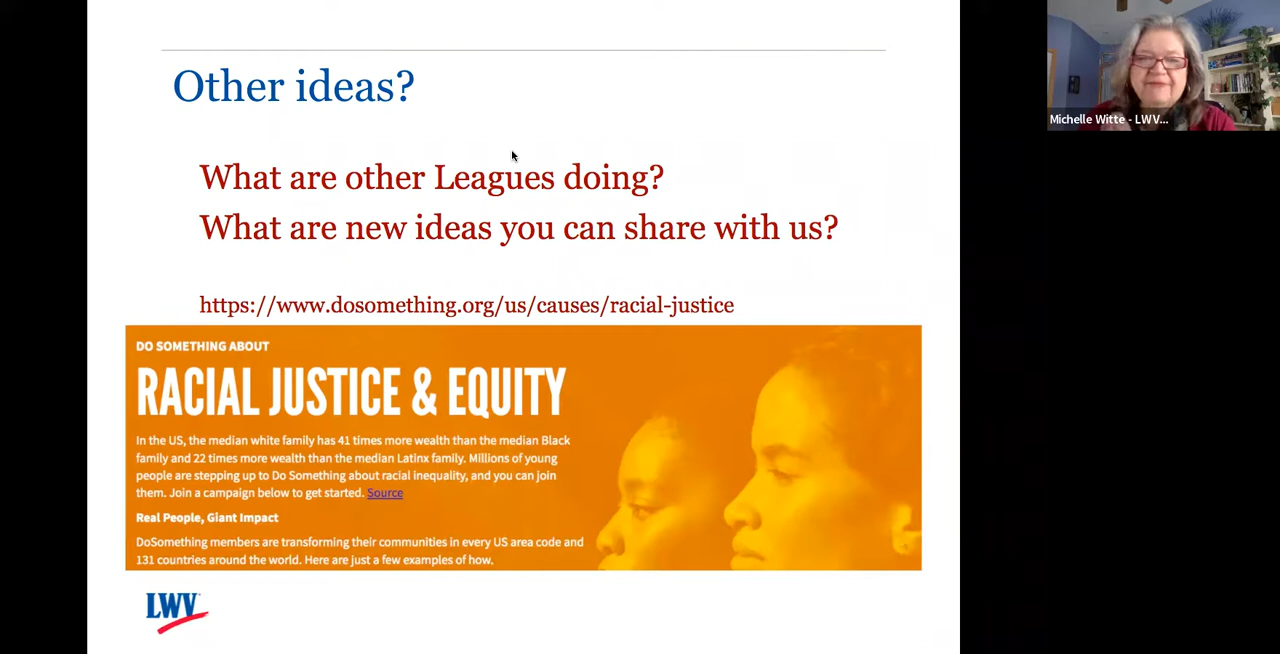 Other ideas?
What are other Leagues doing?
What are new ideas you can share with us?
https://www.dosomething.org/us/causes/racial-justice
DO SOMETHING ABOUT
RACIAL JUSTICE & EQUITY
In the US, the median white family has 41 times more wealth than the median Black
family and 22 times more wealth than the median Latinx family. Millions of young
people are stepping up to Do Something about racial inequality, and you can join
them. Join a campaign below to get started. Source
Real People, Giant Impact
DoSomething members are transforming their communities in every US area code and
131 countries around the world. Here are just a few examples of how.
LWV
Michelle Witte - LWV...